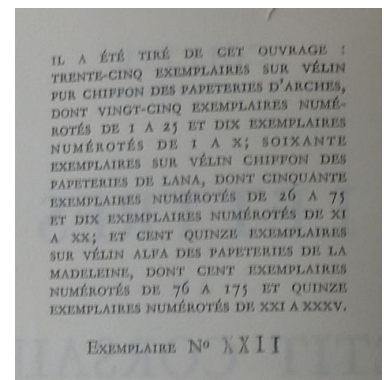 IL A ÉTÉ TIRÉ DE CET OUVRAGE :
TRENTE-CINQ EXEMPLAIRES SUR VÉLIN
PUR CHIFFON DES PAPETERIES D'ARCHES,
DONT VINGT-CINQ EXEMPLAIRES NUMÉ-
ROTÉS DE 1 A 25 ET DIX EXEMPLAIRES
NUMÉROTÉS DE I A X; SOIXANTE
EXEMPLAIRES SUR VÉLIN CHIFFON DES
PAPETERIES DE LANA, DONT CINQUANTE
EXEMPLAIRES NUMÉROTÉS DE 26 A 75
ET DIX EXEMPLAIRES NUMÉROTÉS DE XI
A XX; ET CENT QUINZE EXEMPLAIRES
SUR VÉLIN ALFA DES PAPETERIES DE LA
MADELEINE, DONT CENT EXEMPLAIRES
NUMÉROTÉS DE 76 A 175 ET QUINZE
EXEMPLAIRES NUMÉROTÉS DE XXI A XXXV.
EXEMPLAIRE No XXII